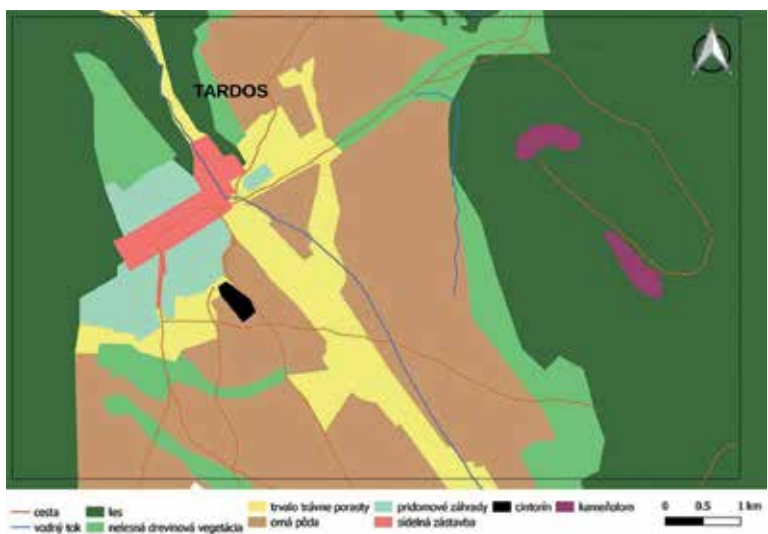 TARDOS
cesta
vodný tok
les
nelesná drevinová vegetácia
trvalo trávne porasty
orná pôda
pridomové záhrady
sídelná zástavba
cintorín
kameňolom
0 0.5 1 km